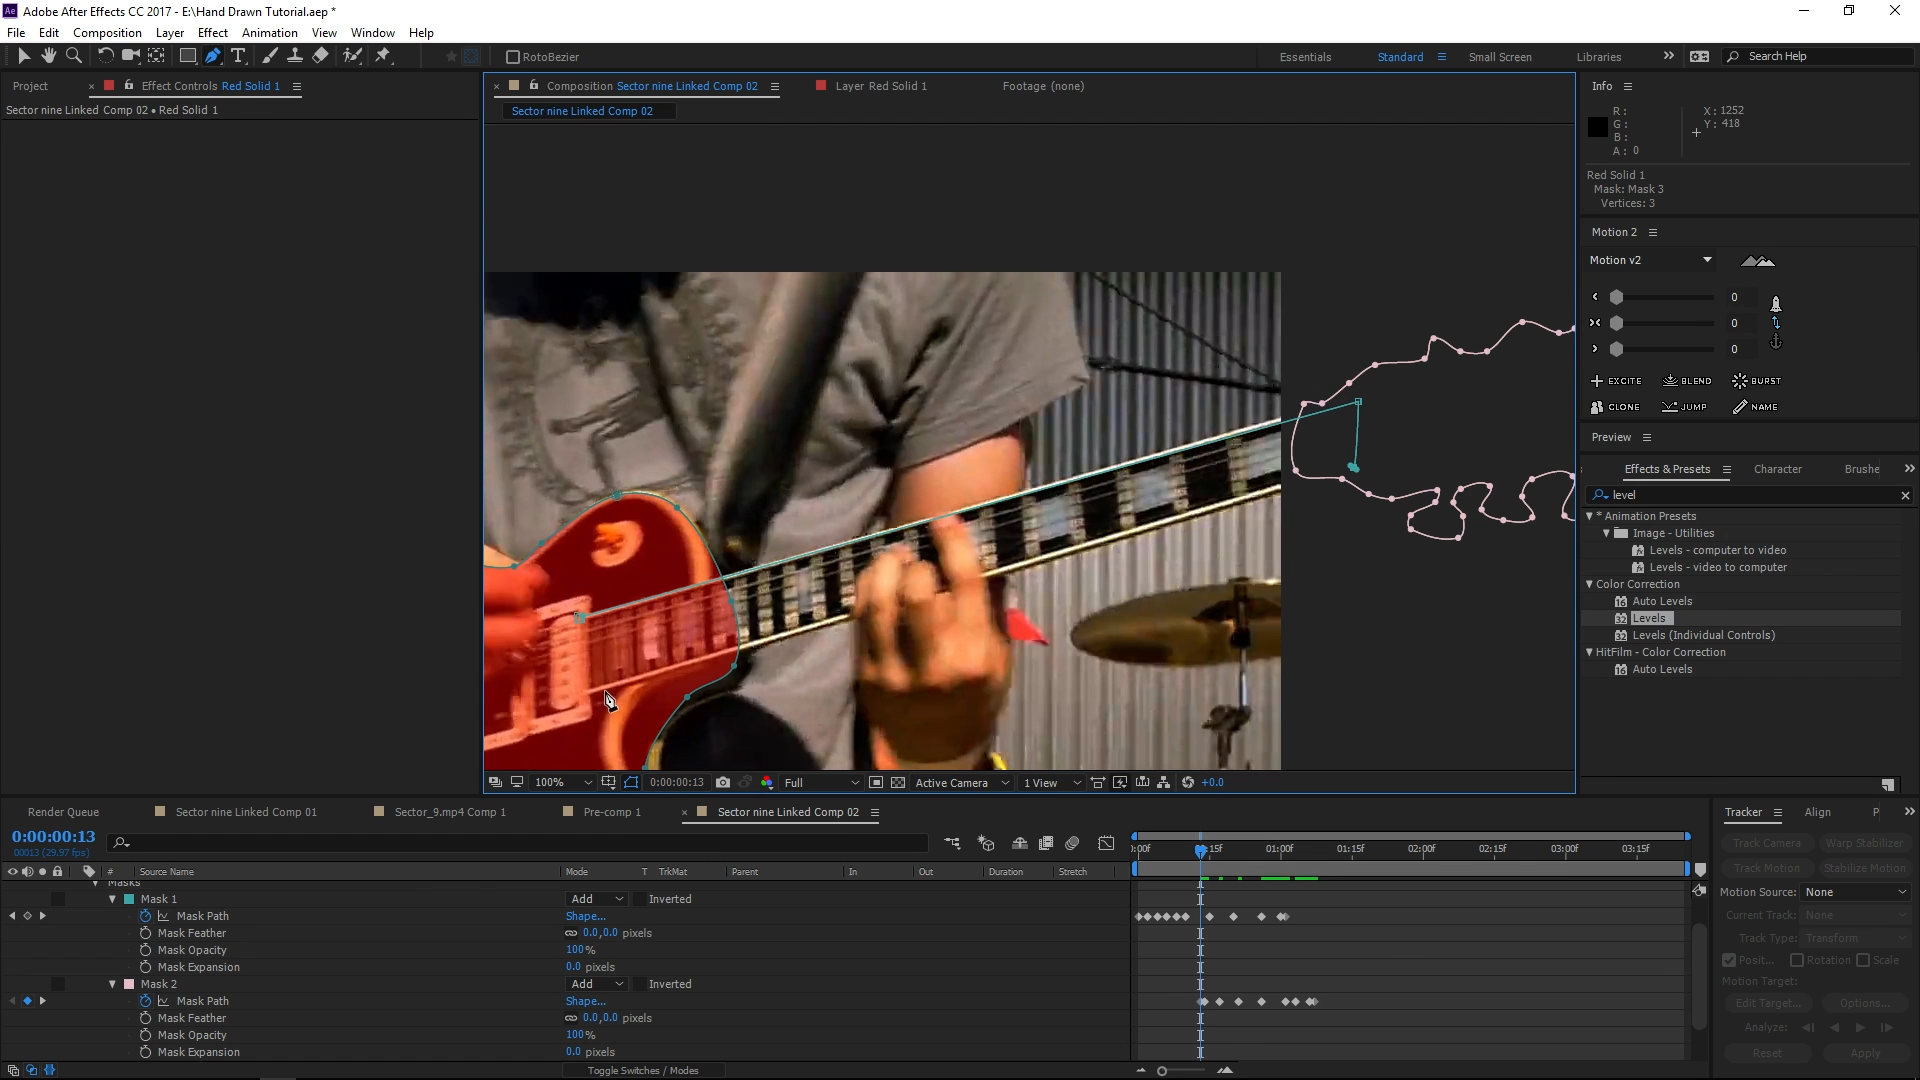 Adobe After Effects CC 2017 - E:\Hand Drawn Tutorial.aep *
File Edit Composition Layer Effect Animation View Window Help
RotoBezier Essentials Standard Small Screen Libraries Search Help
Project Effect Controls Red Solid 1
Sector nine Linked Comp 02 • Red Solid 1
Composition Sector nine Linked Comp 02 Layer Red Solid 1 Footage (none)
Sector nine Linked Comp 02
Info
R :
G :
B :
A : 0
X : 1252
Y : 418
Red Solid 1
Mask: Mask 3
Vertices: 3
Motion 2
Motion v2
0
0
0
EXCITE BLEND BURST
CLONE JUMP NAME
Preview
Effects & Presets Character Brushe
level
* Animation Presets
Image - Utilities
Levels - computer to video
Levels - video to computer
Color Correction
Auto Levels
Levels
Levels (Individual Controls)
HitFilm - Color Correction
Auto Levels
100% 0:00:00:13 Full Active Camera 1 View +0.0
Render Queue Sector nine Linked Comp 01 Sector_9.mp4 Comp 1 Pre-comp 1 Sector nine Linked Comp 02
0:00:00:13
00013 (29.97 fps)
# Source Name Mode T TrkMat Parent In Out Duration Stretch
):00f 0:15f 01:00f 01:15f 02:00f 02:15f 03:00f 03:15f
Masks
Mask 1 Add Inverted
Mask Path Shape...
Mask Feather 0.0,0.0 pixels
Mask Opacity 100%
Mask Expansion 0.0 pixels
Mask 2 Add Inverted
Mask Path Shape...
Mask Feather 0.0,0.0 pixels
Mask Opacity 100%
Mask Expansion 0.0 pixels
Toggle Switches / Modes
Tracker Align P
Track Camera Warp Stabilizer
Track Motion Stabilize Motion
Motion Source: None
Current Track: None
Track Type: Transform
Posit... Rotation Scale
Motion Target:
Edit Target... Options...
Analyze:
Reset Apply